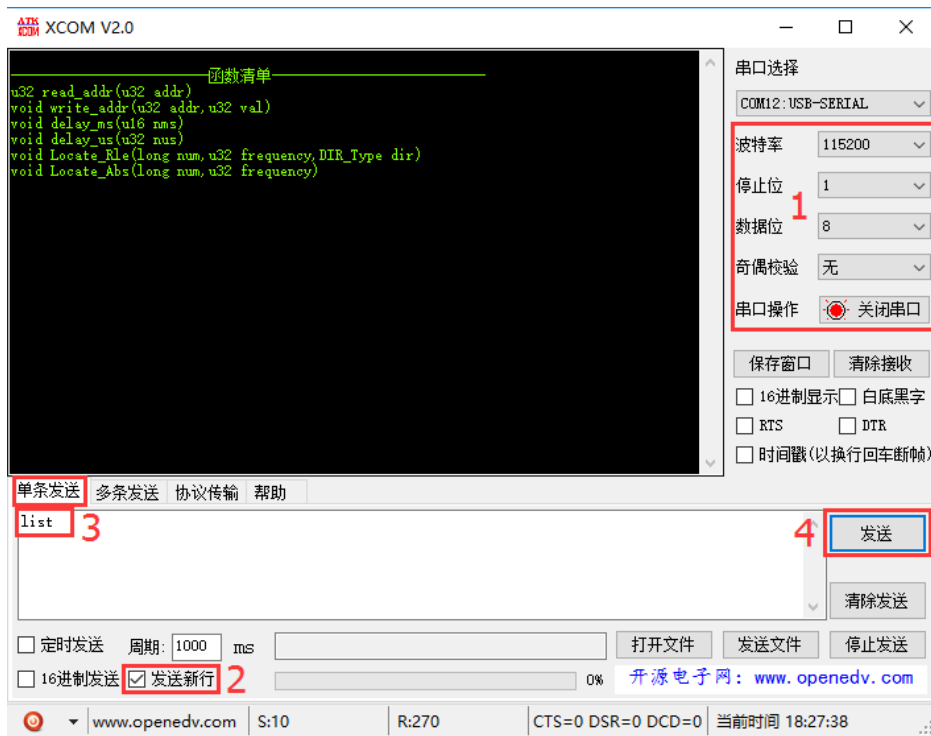 ATK XCOM XCOM V2.0
函数清单
u32 read_addr(u32 addr)
void write_addr(u32 addr,u32 val)
void delay_ms(u16 nms)
void delay_us(u32 nus)
void Locate_Rle(long num,u32 frequency,DIR_Type dir)
void Locate_Abs(long num,u32 frequency)
串口选择
COM12:USB-SERIAL
波特率 115200
停止位 1
1
数据位 8
奇偶校验 无
串口操作 关闭串口
保存窗口 清除接收
16进制显示 白底黑字
RTS DTR
时间戳(以换行回车断帧)
单条发送 多条发送 协议传输 帮助
list 3
4 发送
清除发送
定时发送 周期: 1000 ms 打开文件 发送文件 停止发送
16进制发送 发送新行 2 0% 开源电子网: www.openedv.com
www.openedv.com S:10 R:270 CTS=0 DSR=0 DCD=0 当前时间 18:27:38